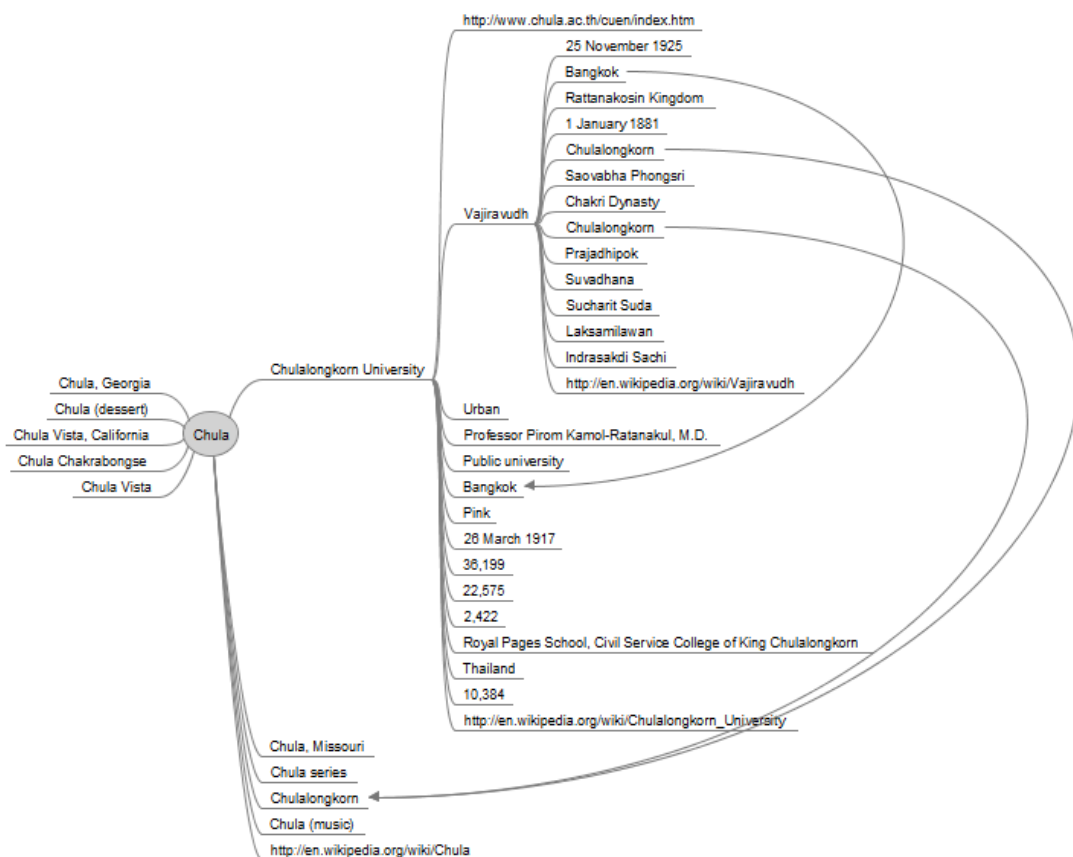 http://www.chula.ac.th/cuen/index.htm
25 November 1925
Bangkok
Rattanakosin Kingdom
1 January 1881
Chulalongkorn
Saovabha Phongsri
Vajiravudh
Chakri Dynasty
Chulalongkorn
Prajadhipok
Suvadhana
Sucharit Suda
Laksamilawan
Indrasakdi Sachi
http://en.wikipedia.org/wiki/Vajiravudh
Chulalongkorn University
Urban
Professor Pirom Kamol-Ratanakul, M.D.
Public university
Bangkok
Pink
26 March 1917
36,199
22,575
2,422
Royal Pages School, Civil Service College of King Chulalongkorn
Thailand
10,384
http://en.wikipedia.org/wiki/Chulalongkorn_University
Chula, Georgia
Chula (dessert)
Chula Vista, California
Chula Chakrabongse
Chula Vista
Chula
Chula, Missouri
Chula series
Chulalongkorn
Chula (music)
http://en.wikipedia.org/wiki/Chula